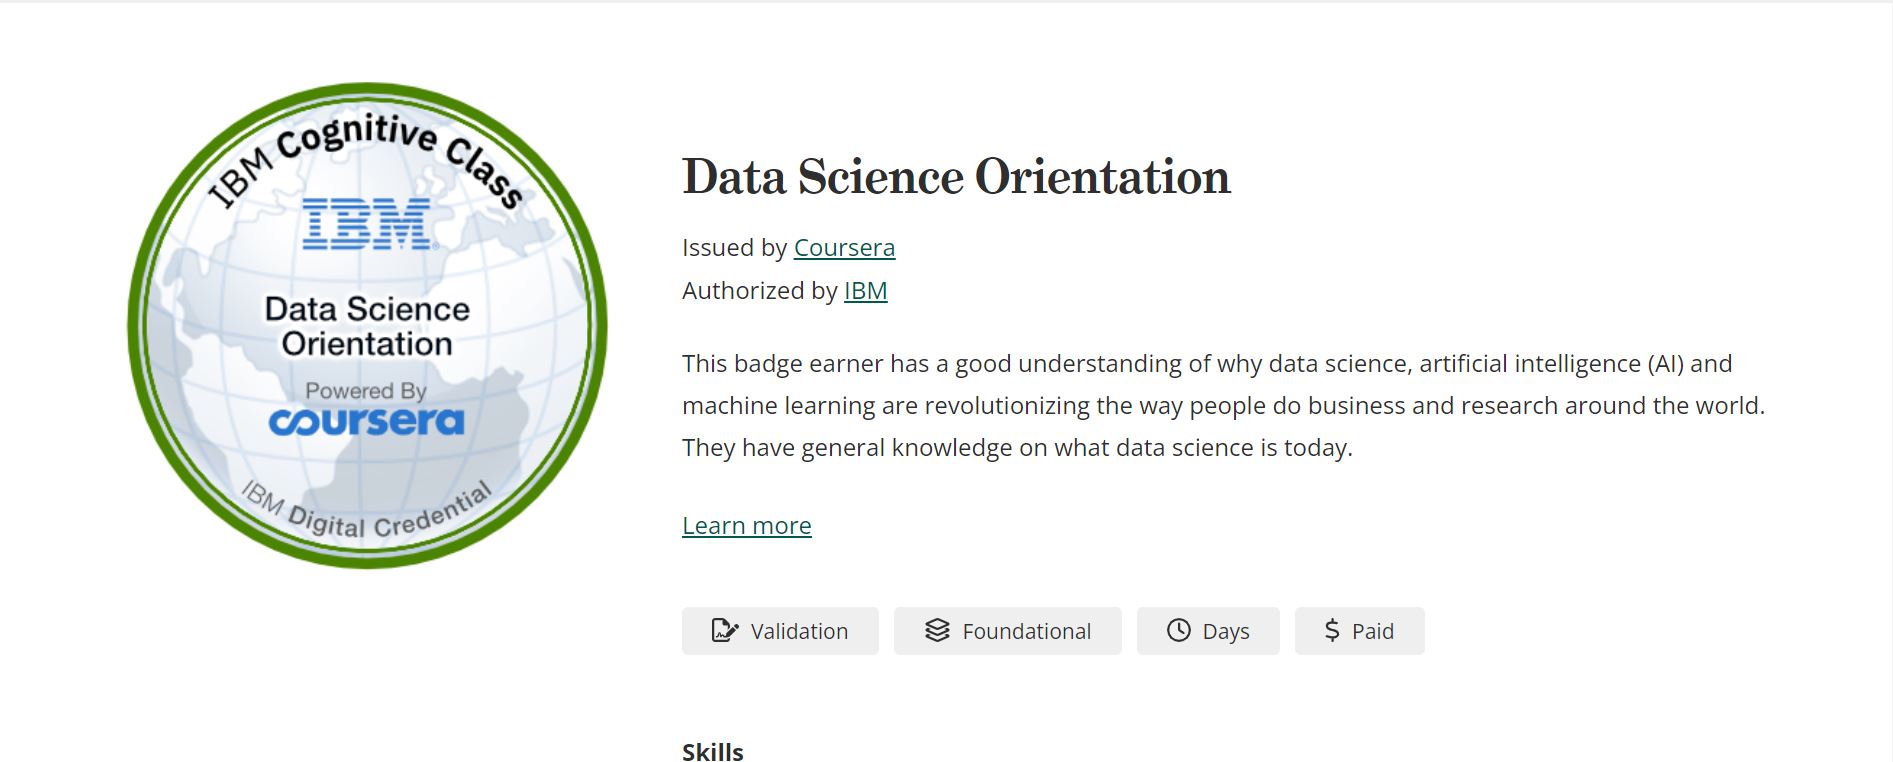 IBM Cognitive Class
IBM®
Data Science
Orientation
Powered By
coursera
IBM Digital Credential
Data Science Orientation
Issued by Coursera
Authorized by IBM
This badge earner has a good understanding of why data science, artificial intelligence (AI) and
machine learning are revolutionizing the way people do business and research around the world.
They have general knowledge on what data science is today.
Learn more
Validation
Foundational
Days
$ Paid
Skills